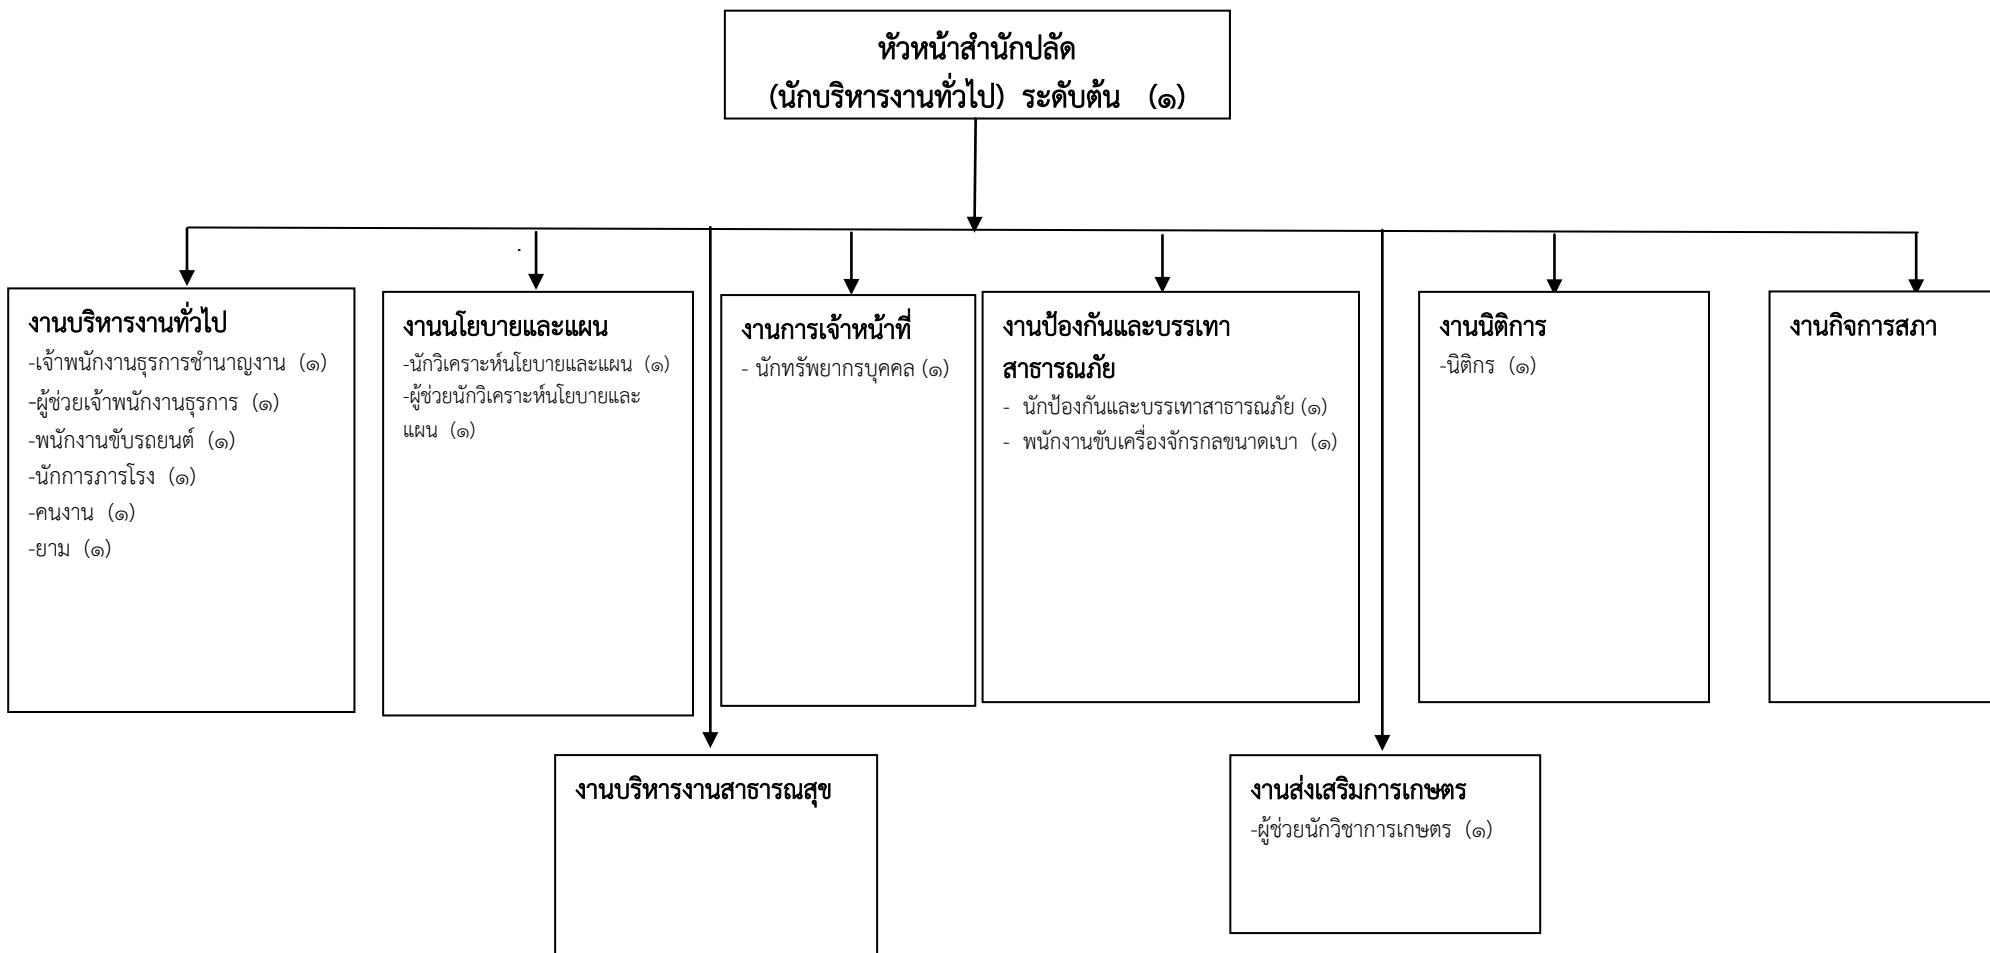 หัวหน้าสำนักปลัด
(นักบริหารงานทั่วไป) ระดับต้น (๑)
งานบริหารงานทั่วไป
-เจ้าพนักงานธุรการชำนาญงาน (๑)
-ผู้ช่วยเจ้าพนักงานธุรการ (๑)
-พนักงานขับรถยนต์ (๑)
-นักการภารโรง (๑)
-คนงาน (๑)
-ยาม (๑)
งานนโยบายและแผน
-นักวิเคราะห์นโยบายและแผน (๑)
-ผู้ช่วยนักวิเคราะห์นโยบายและ
แผน (๑)
งานการเจ้าหน้าที่
- นักทรัพยากรบุคคล (๑)
งานป้องกันและบรรเทา
สาธารณภัย
- นักป้องกันและบรรเทาสาธารณภัย (๑)
- พนักงานขับเครื่องจักรกลขนาดเบา (๑)
งานนิติการ
-นิติกร (๑)
งานกิจการสภา
งานบริหารงานสาธารณสุข
งานส่งเสริมการเกษตร
-ผู้ช่วยนักวิชาการเกษตร (๑)